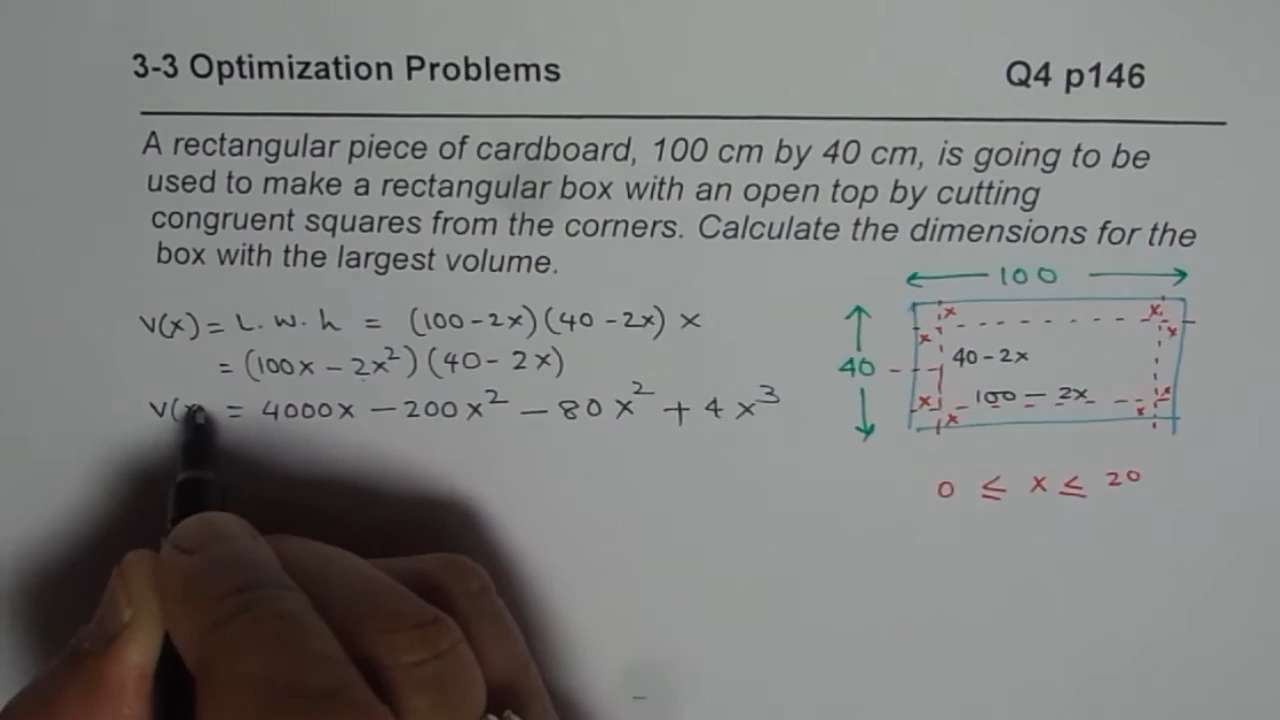 3-3 Optimization Problems
Q4 p146
A rectangular piece of cardboard, 100 cm by 40 cm, is going to be
used to make a rectangular box with an open top by cutting
congruent squares from the corners. Calculate the dimensions for the
box with the largest volume.
V(x) = L. w. h = (100-2x)(40-2x) x
= (100x - 2x²)(40- 2x)
V(x) = 4000x - 200x² - 80x² + 4x³
100
x x
x x
40
40-2x
100 - 2x
x x
x x
0 ≤ x ≤ 20